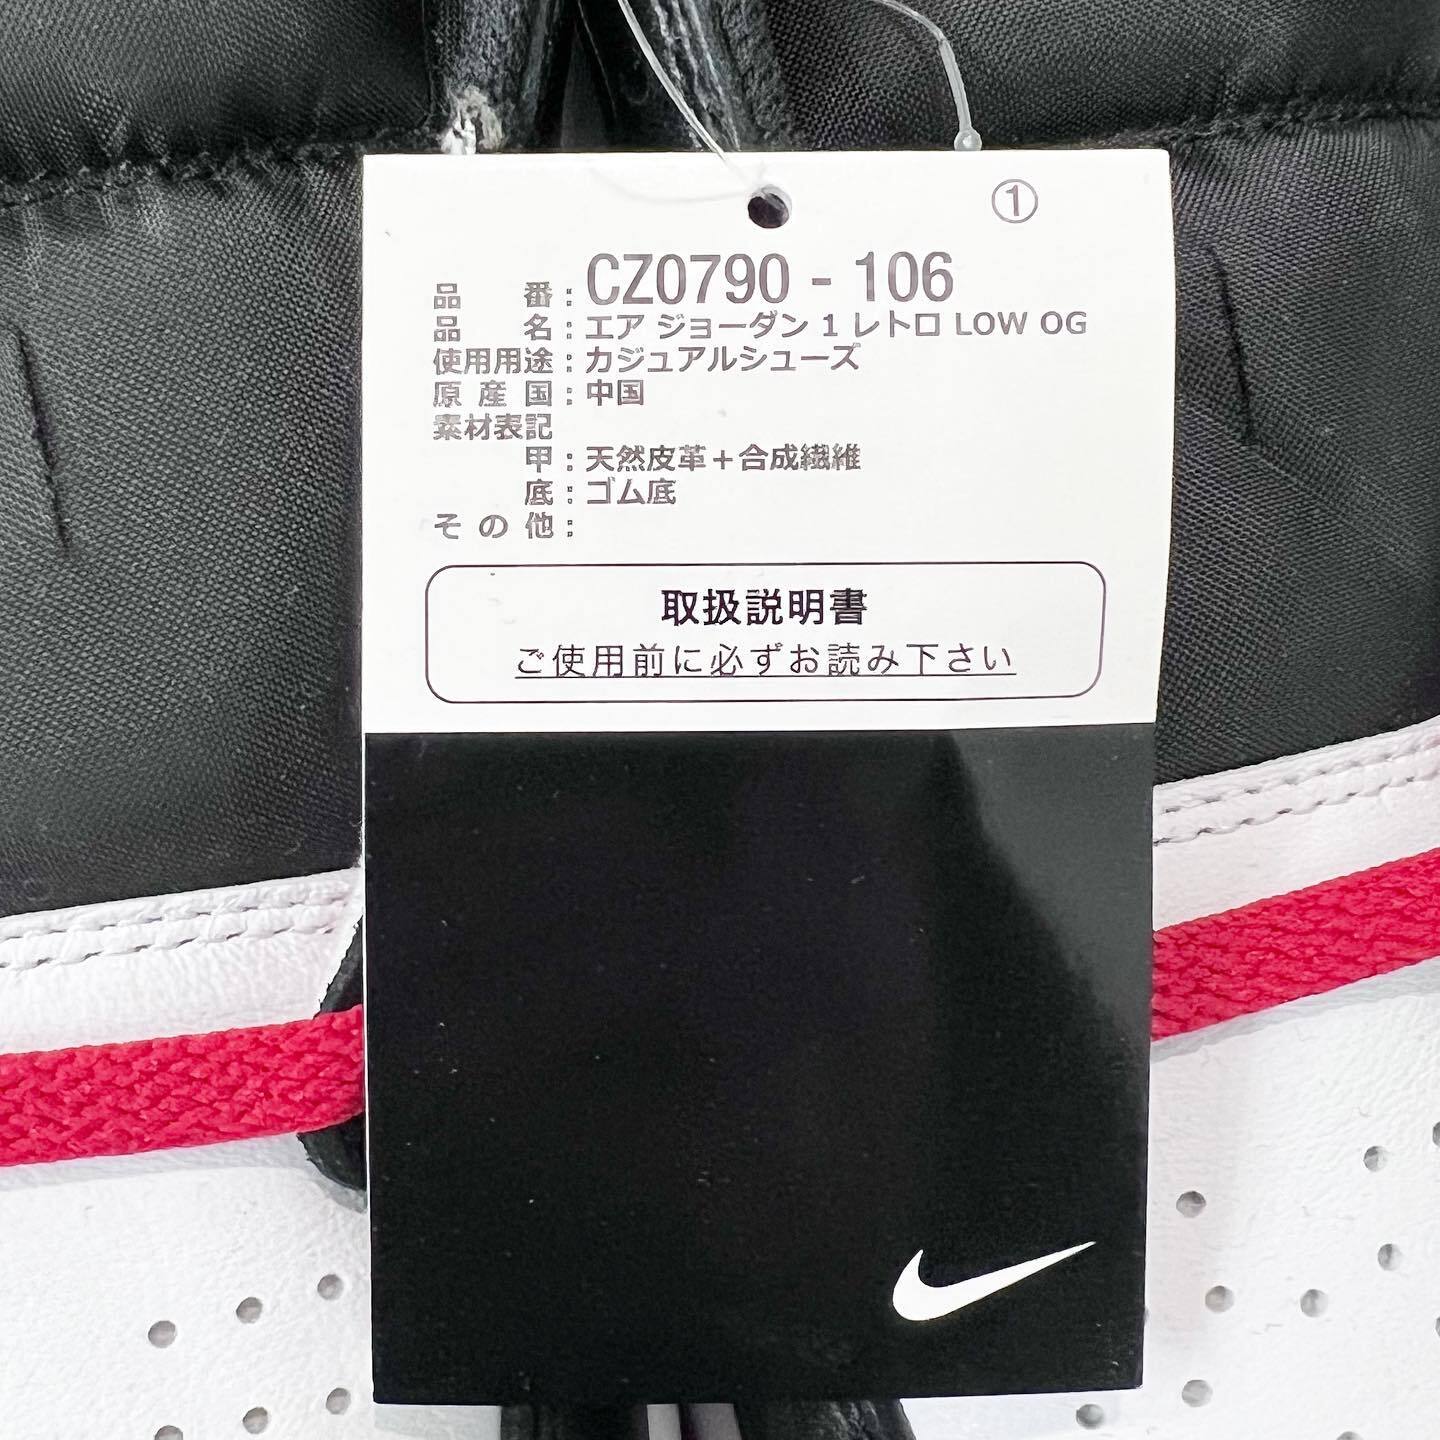 ①
品番：CZ0790 - 106
品名：エア ジョーダン 1 レトロ LOW OG
使用用途：カジュアルシューズ
原産国：中国
素材表記
甲：天然皮革＋合成繊維
底：ゴム底
その他：
取扱説明書
ご使用前に必ずお読み下さい